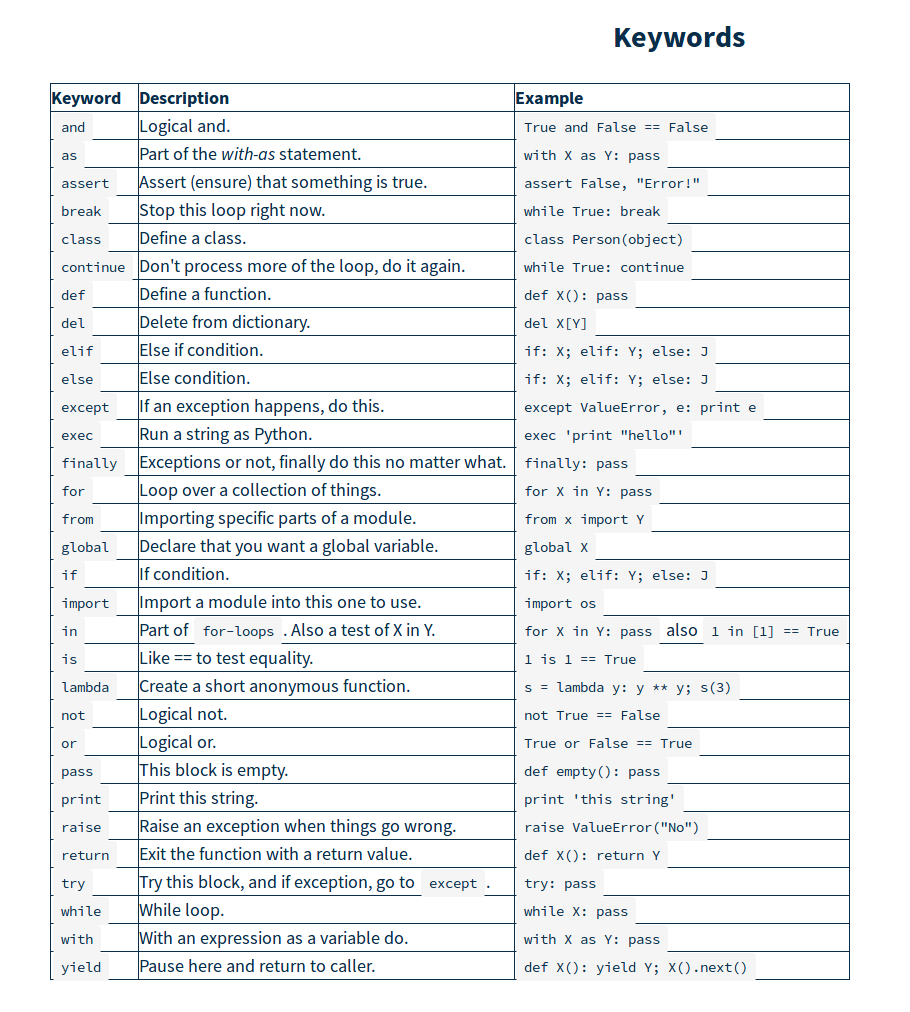 Keywords
Keyword Description Example
and Logical and. True and False == False
as Part of the with-as statement. with X as Y: pass
assert Assert (ensure) that something is true. assert False, "Error!"
break Stop this loop right now. while True: break
class Define a class. class Person(object)
continue Don't process more of the loop, do it again. while True: continue
def Define a function. def X(): pass
del Delete from dictionary. del X[Y]
elif Else if condition. if: X; elif: Y; else: J
else Else condition. if: X; elif: Y; else: J
except If an exception happens, do this. except ValueError, e: print e
exec Run a string as Python. exec 'print "hello"'
finally Exceptions or not, finally do this no matter what. finally: pass
for Loop over a collection of things. for X in Y: pass
from Importing specific parts of a module. from x import Y
global Declare that you want a global variable. global X
if If condition. if: X; elif: Y; else: J
import Import a module into this one to use. import os
in Part of for-loops . Also a test of X in Y. for X in Y: pass also 1 in [1] == True
is Like == to test equality. 1 is 1 == True
lambda Create a short anonymous function. s = lambda y: y ** y; s(3)
not Logical not. not True == False
or Logical or. True or False == True
pass This block is empty. def empty(): pass
print Print this string. print 'this string'
raise Raise an exception when things go wrong. raise ValueError("No")
return Exit the function with a return value. def X(): return Y
try Try this block, and if exception, go to except . try: pass
while While loop. while X: pass
with With an expression as a variable do. with X as Y: pass
yield Pause here and return to caller. def X(): yield Y; X().next()